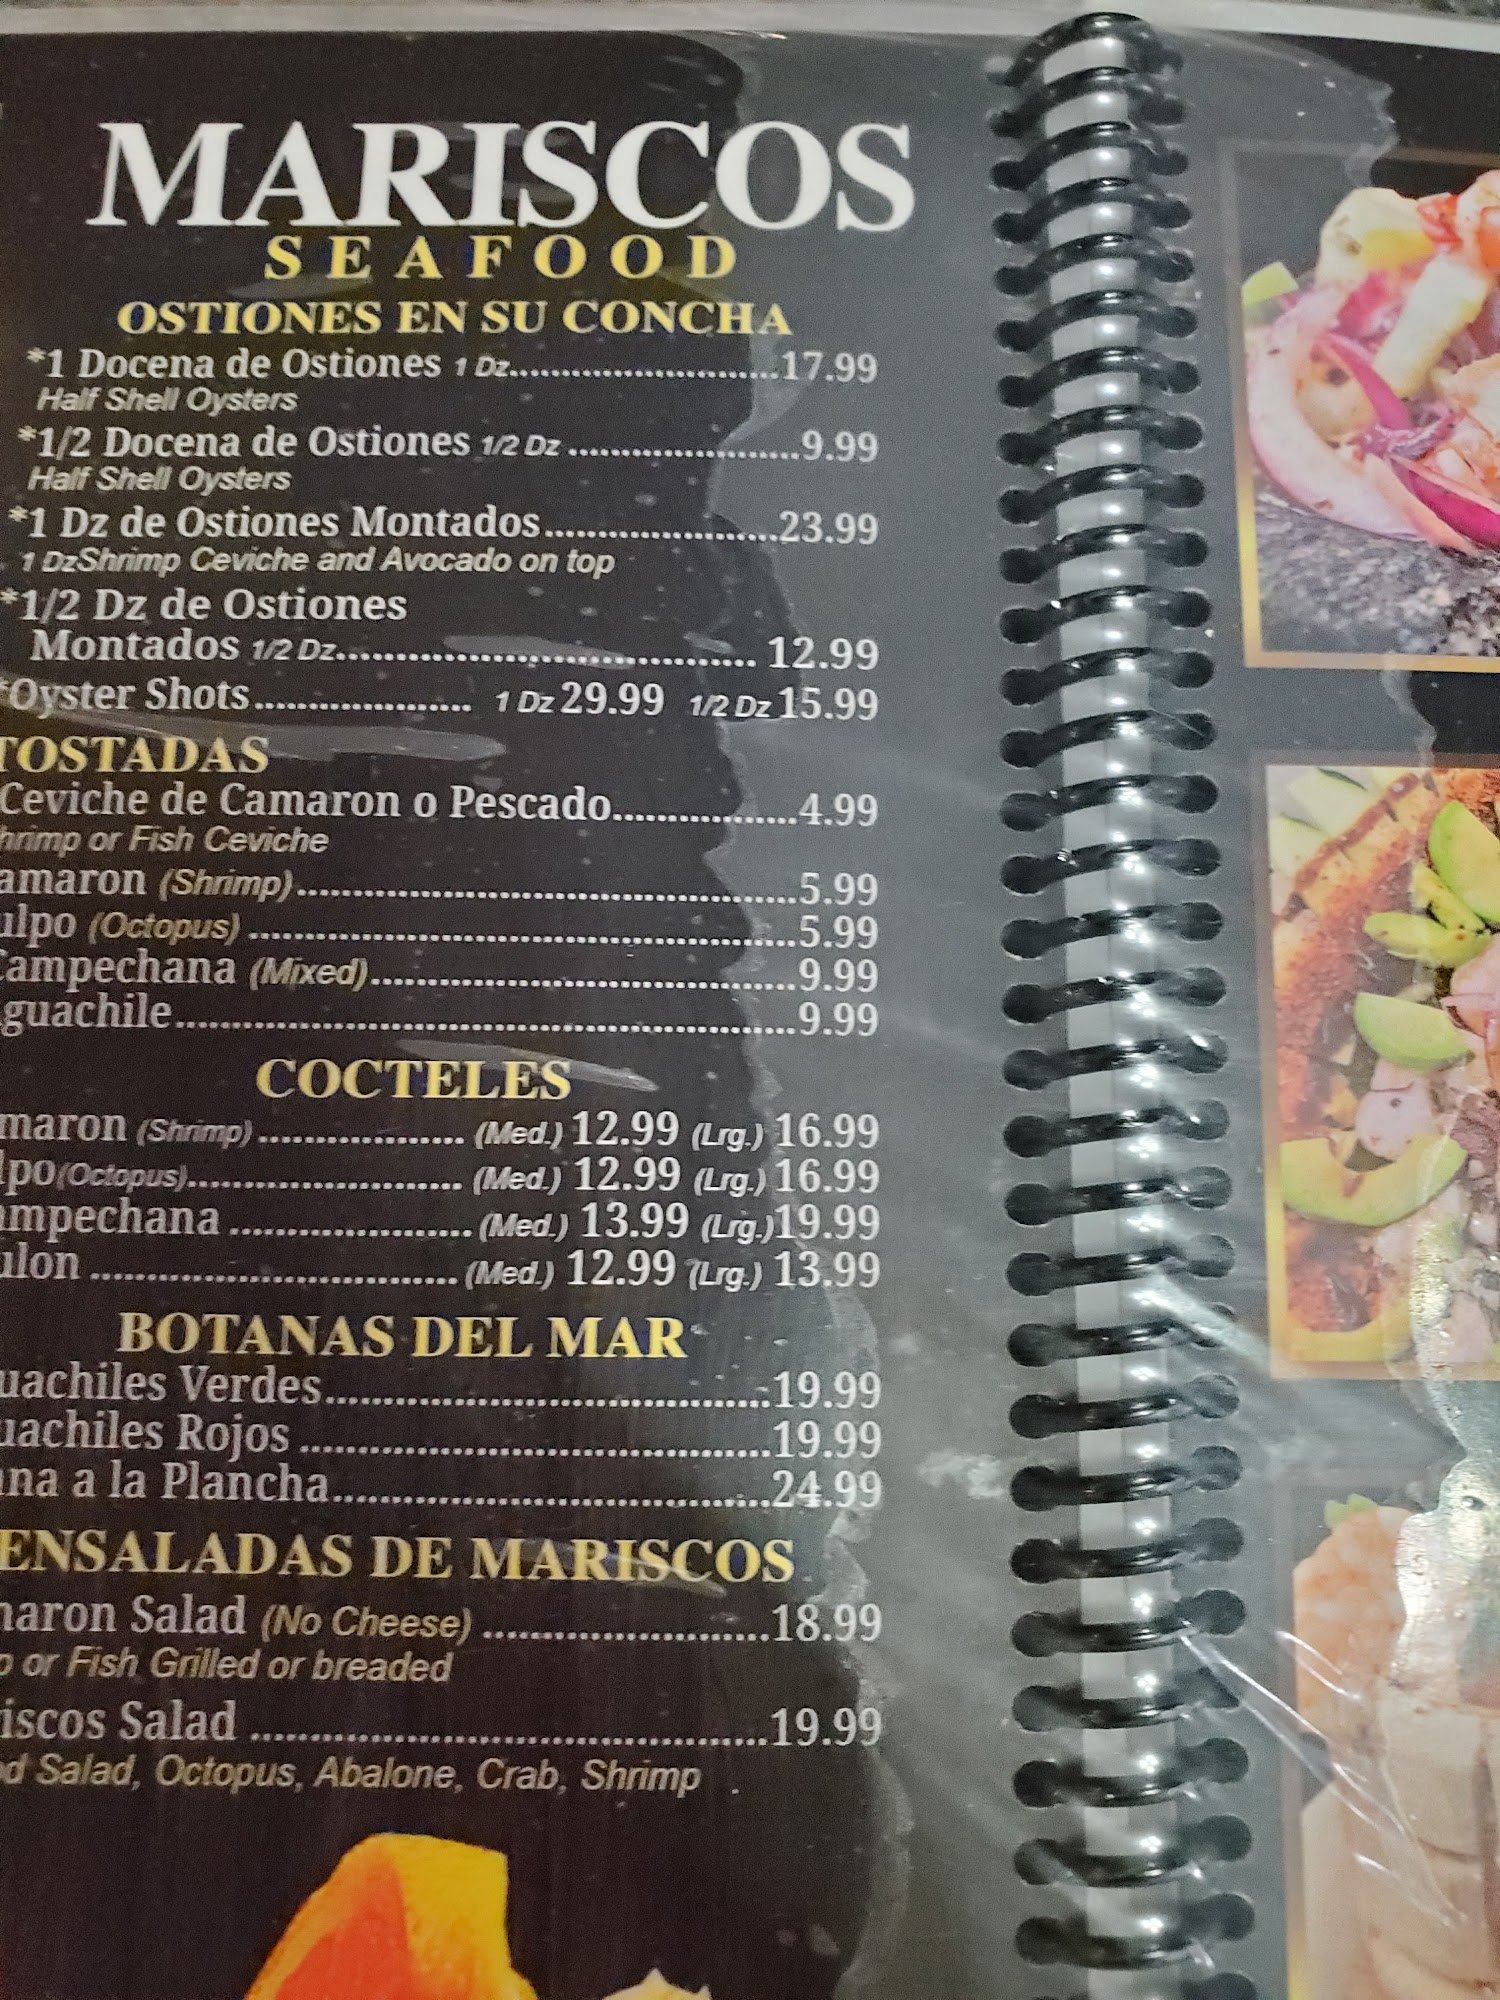 MARISCOS
SEAFOOD
OSTIONES EN SU CONCHA
*1 Docena de Ostiones 1 Dz..............................17.99
Half Shell Oysters
*1/2 Docena de Ostiones 1/2 Dz ........................9.99
Half Shell Oysters
*1 Dz de Ostiones Montados.........................23.99
1 DzShrimp Ceviche and Avocado on top
*1/2 Dz de Ostiones
Montados 1/2 Dz............................................. 12.99
*Oyster Shots..................... 1 Dz 29.99 1/2 Dz 15.99
TOSTADAS
Ceviche de Camaron o Pescado..................4.99
hrimp or Fish Ceviche
amaron (Shrimp)..................................................5.99
ulpo (Octopus) .......................................................5.99
Campechana (Mixed)...........................................9.99
guachile..............................................................9.99
COCTELES
maron (Shrimp).................... (Med.) 12.99 (Lrg.) 16.99
lpo(Octopus)........................... (Med.) 12.99 (Lrg.) 16.99
mpechana ........................(Med.) 13.99 (Lrg.)19.99
ulon .....................................(Med.) 12.99 (Lrg.) 13.99
BOTANAS DEL MAR
uachiles Verdes............................................19.99
uachiles Rojos ...............................................19.99
na a la Plancha............................................24.99
ENSALADAS DE MARISCOS
maron Salad (No Cheese) .............................18.99
p or Fish Grilled or breaded
iscos Salad ....................................................19.99
d Salad, Octopus, Abalone, Crab, Shrimp